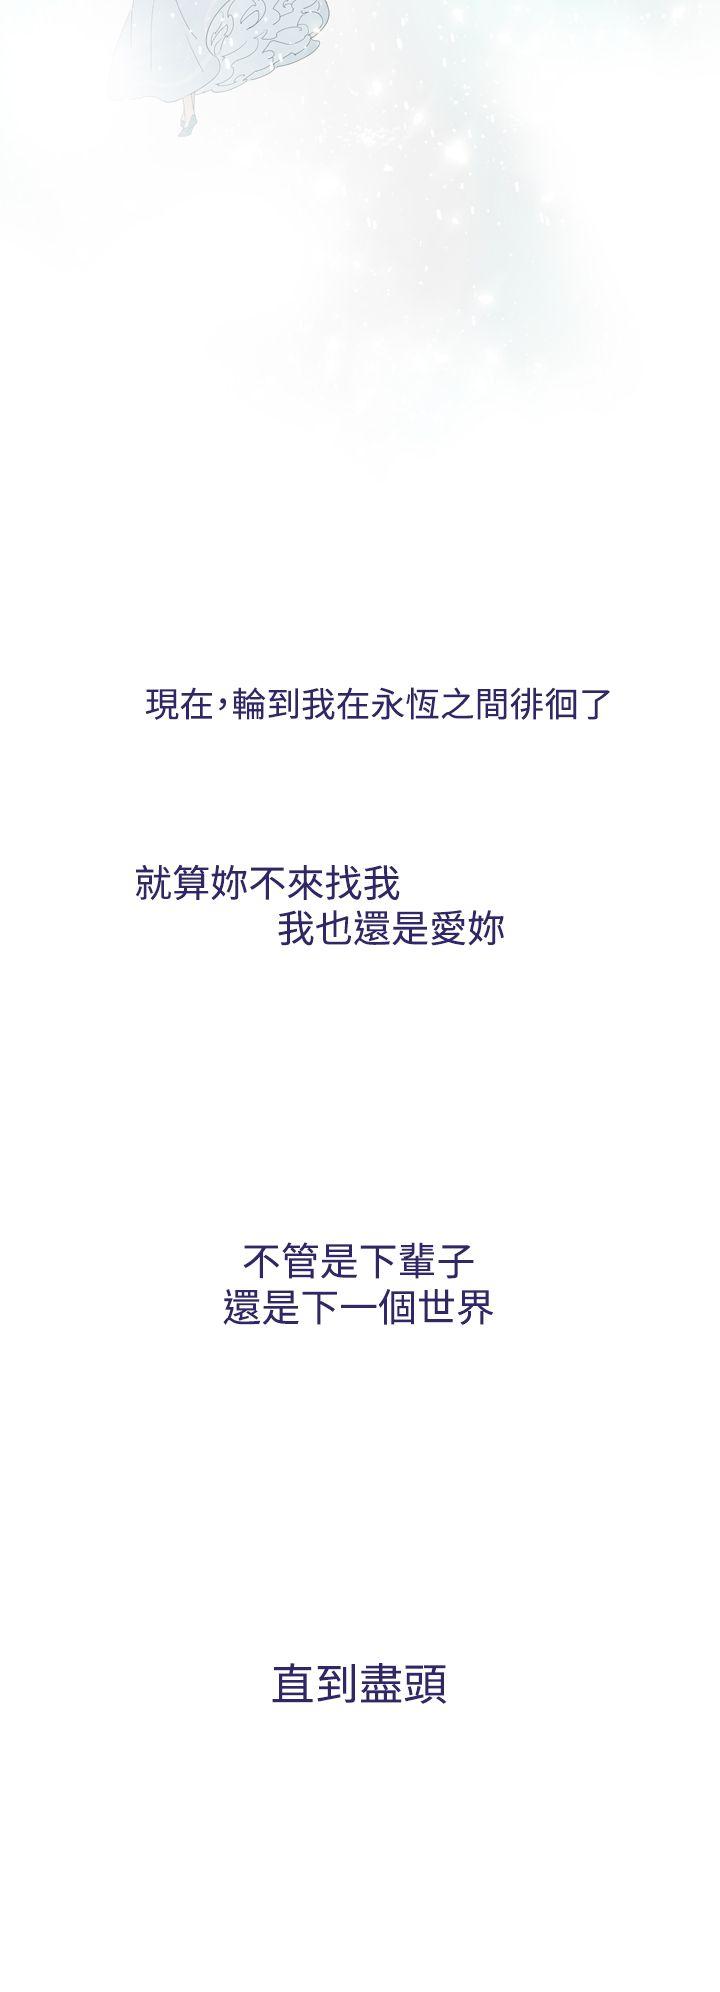 現在,輪到我在永恆之間徘徊了
就算妳不來找我
我也還是愛妳
不管是下輩子
還是下一個世界
直到盡頭